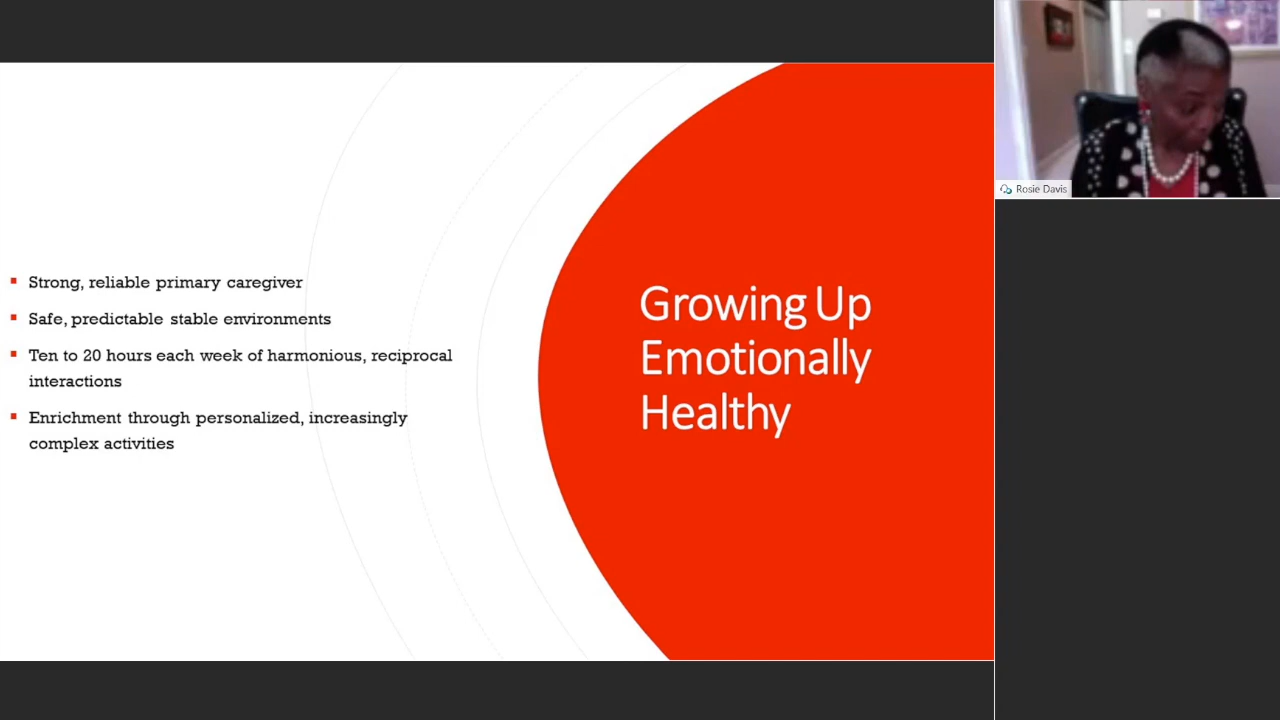 Strong, reliable primary caregiver
Safe, predictable stable environments
Ten to 20 hours each week of harmonious, reciprocal
interactions
Enrichment through personalized, increasingly
complex activities
Growing Up
Emotionally
Healthy
Rosie Davis